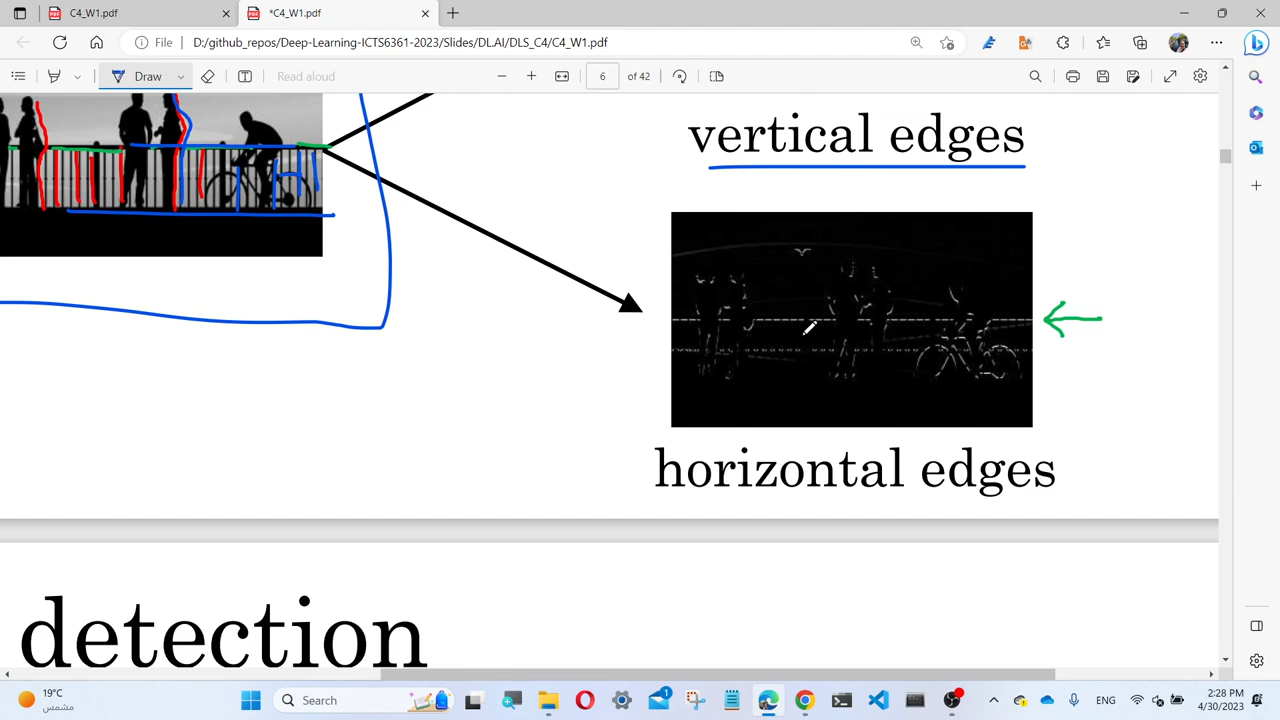 C4_W1.pdf
*C4_W1.pdf
File
D:/github_repos/Deep-Learning-ICTS6361-2023/Slides/DL.AI/DLS_C4/C4_W1.pdf
Draw
Read aloud
6
of 42
vertical edges
horizontal edges
detection
19°C
مشمس
Search
1
ENG
2:28 PM
4/30/2023